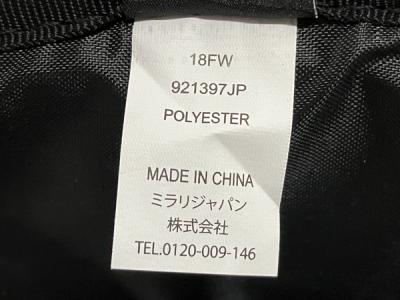 18FW
921397JP
POLYESTER
MADE IN CHINA
ミラリジャパン
株式会社
TEL.0120-009-146